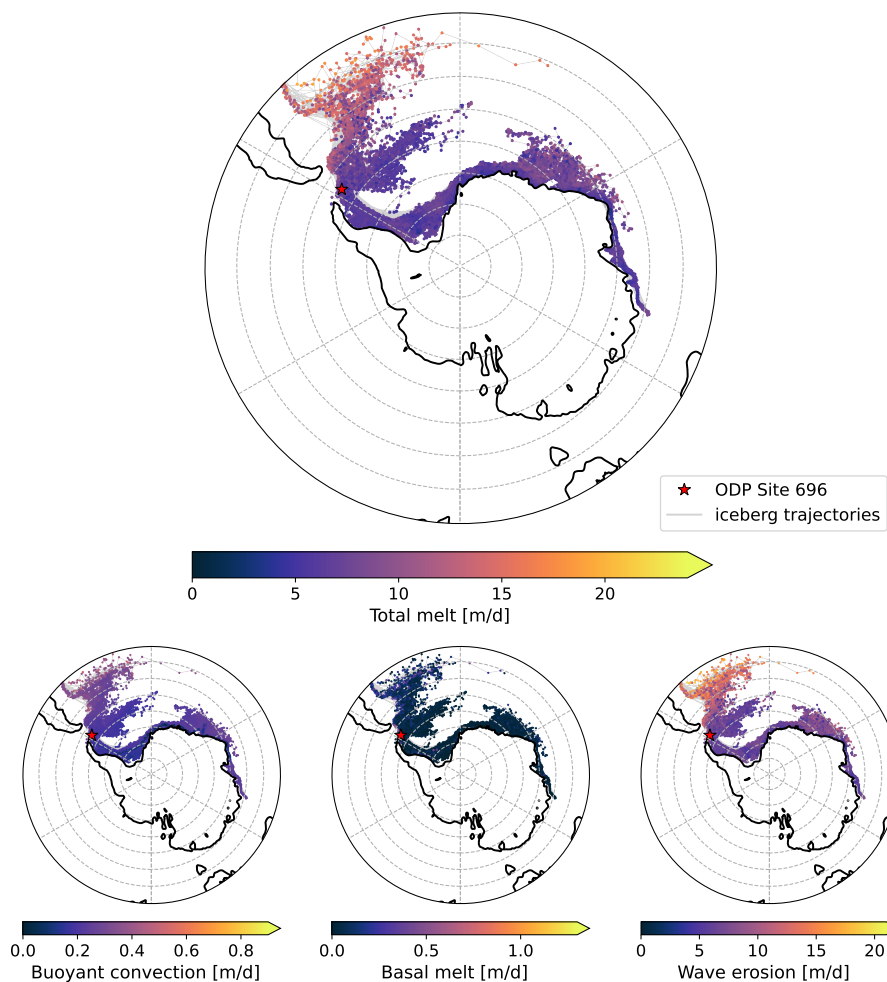 ODP Site 696
iceberg trajectories
0 5 10 15 20
Total melt [m/d]
0.0 0.2 0.4 0.6 0.8
Buoyant convection [m/d]
0.0 0.5 1.0
Basal melt [m/d]
0 5 10 15 20
Wave erosion [m/d]